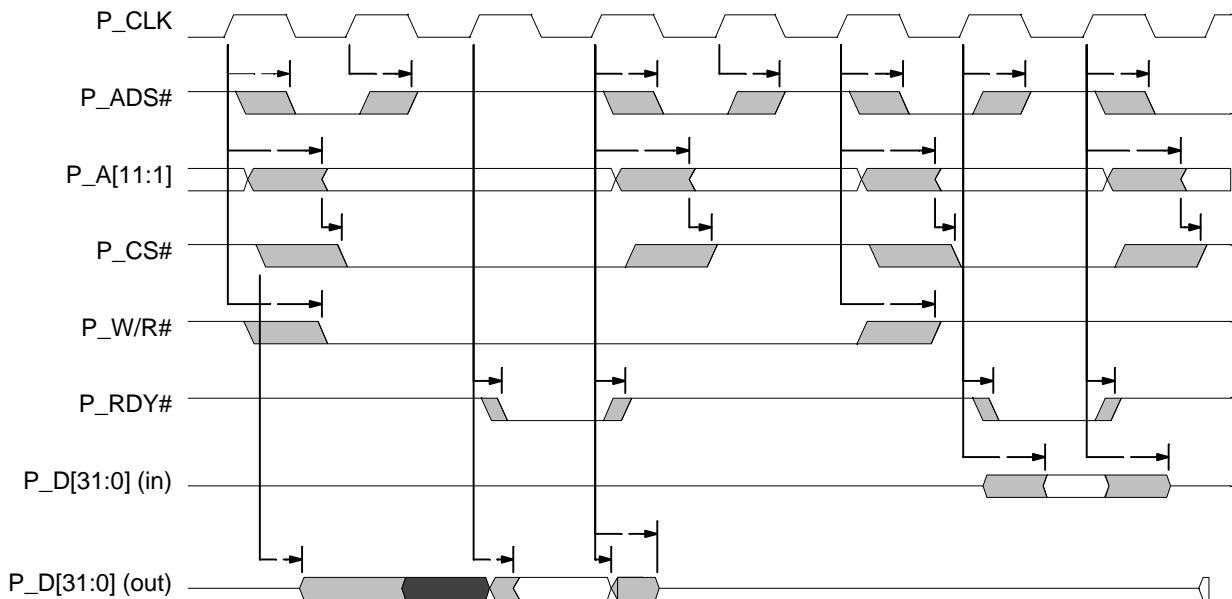 P_CLK
P_ADS#
P_A[11:1]
P_CS#
P_W/R#
P_RDY#
P_D[31:0] (in)
P_D[31:0] (out)